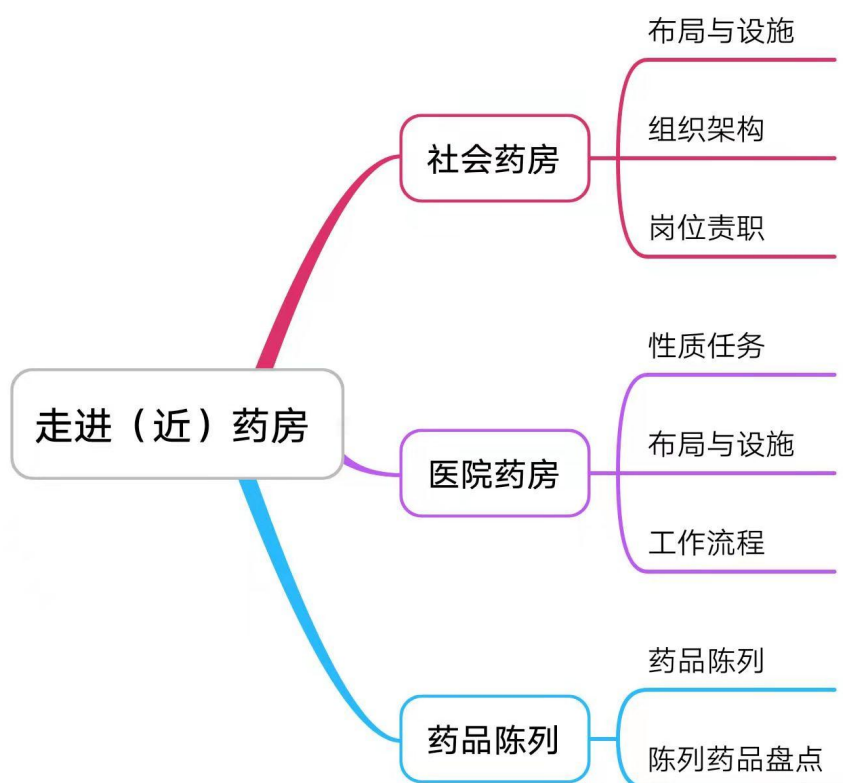 走进（近）药房
社会药房
布局与设施
组织架构
岗位责职
医院药房
性质任务
布局与设施
工作流程
药品陈列
药品陈列
陈列药品盘点